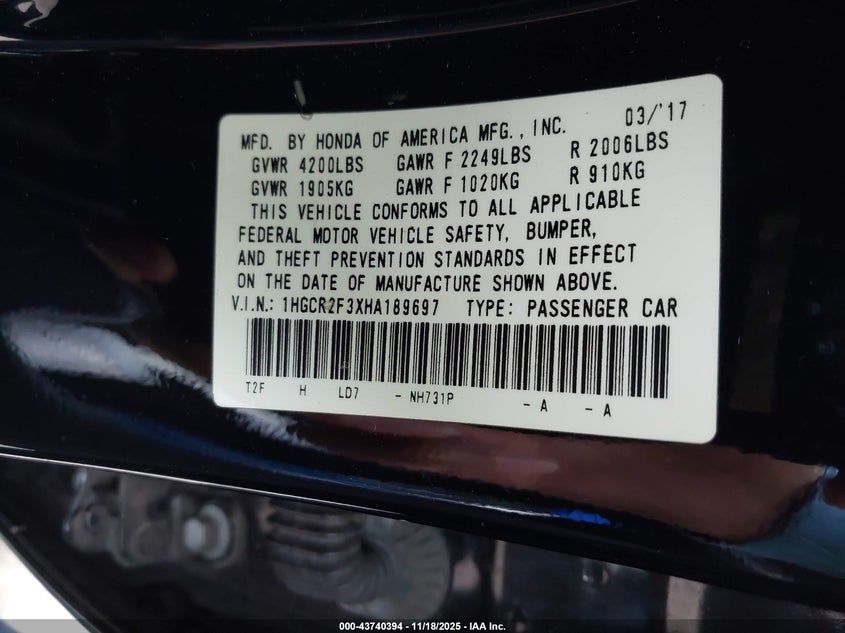 03/'17
MFD. BY HONDA OF AMERICA MFG., INC.
GVWR 4200LBS GAWR F 2249LBS R 2006LBS
GVWR 1905KG GAWR F 1020KG R 910KG
THIS VEHICLE CONFORMS TO ALL APPLICABLE
FEDERAL MOTOR VEHICLE SAFETY, BUMPER,
AND THEFT PREVENTION STANDARDS IN EFFECT
ON THE DATE OF MANUFACTURE SHOWN ABOVE.
V.I.N.: 1HGCR2F3XHA189697 TYPE: PASSENGER CAR
T2F H LD7 - NH731P - A - A
000-43740394 | 11/18/2025 - IAA Inc.